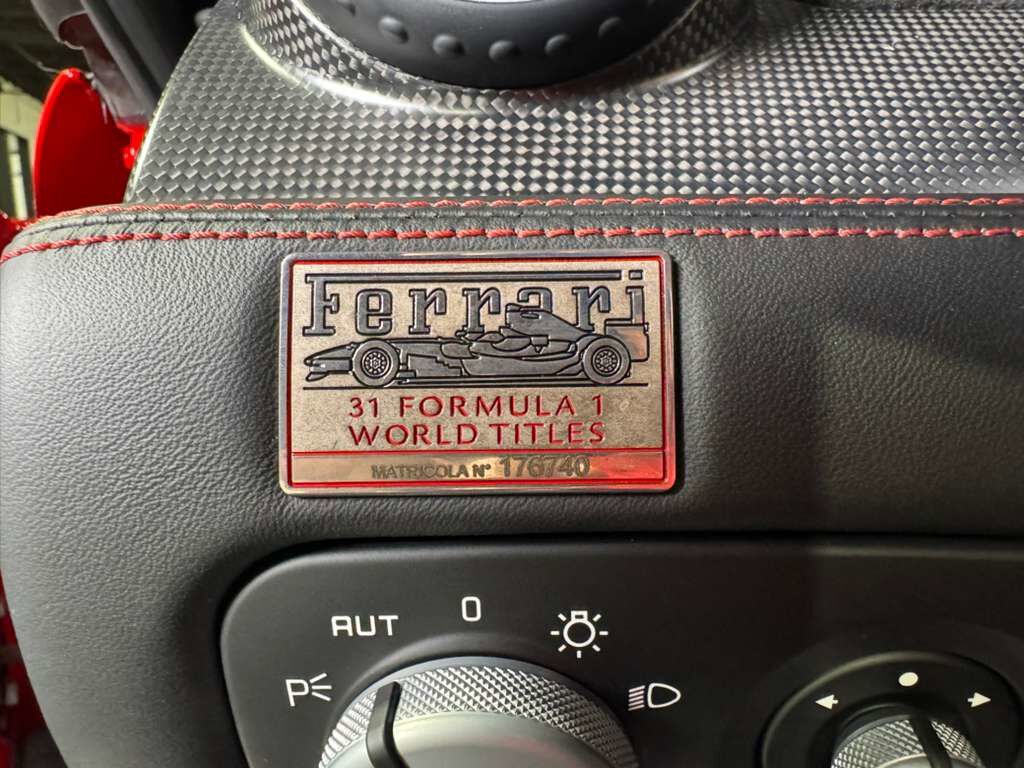 Ferrari
31 FORMULA 1
WORLD TITLES
MATRICOLA N° 176740
AUT 0
P